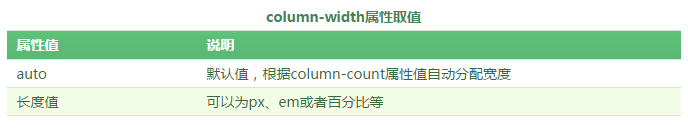 column-width属性取值
属性值 说明
auto 默认值，根据column-count属性值自动分配宽度
长度值 可以为px、em或者百分比等